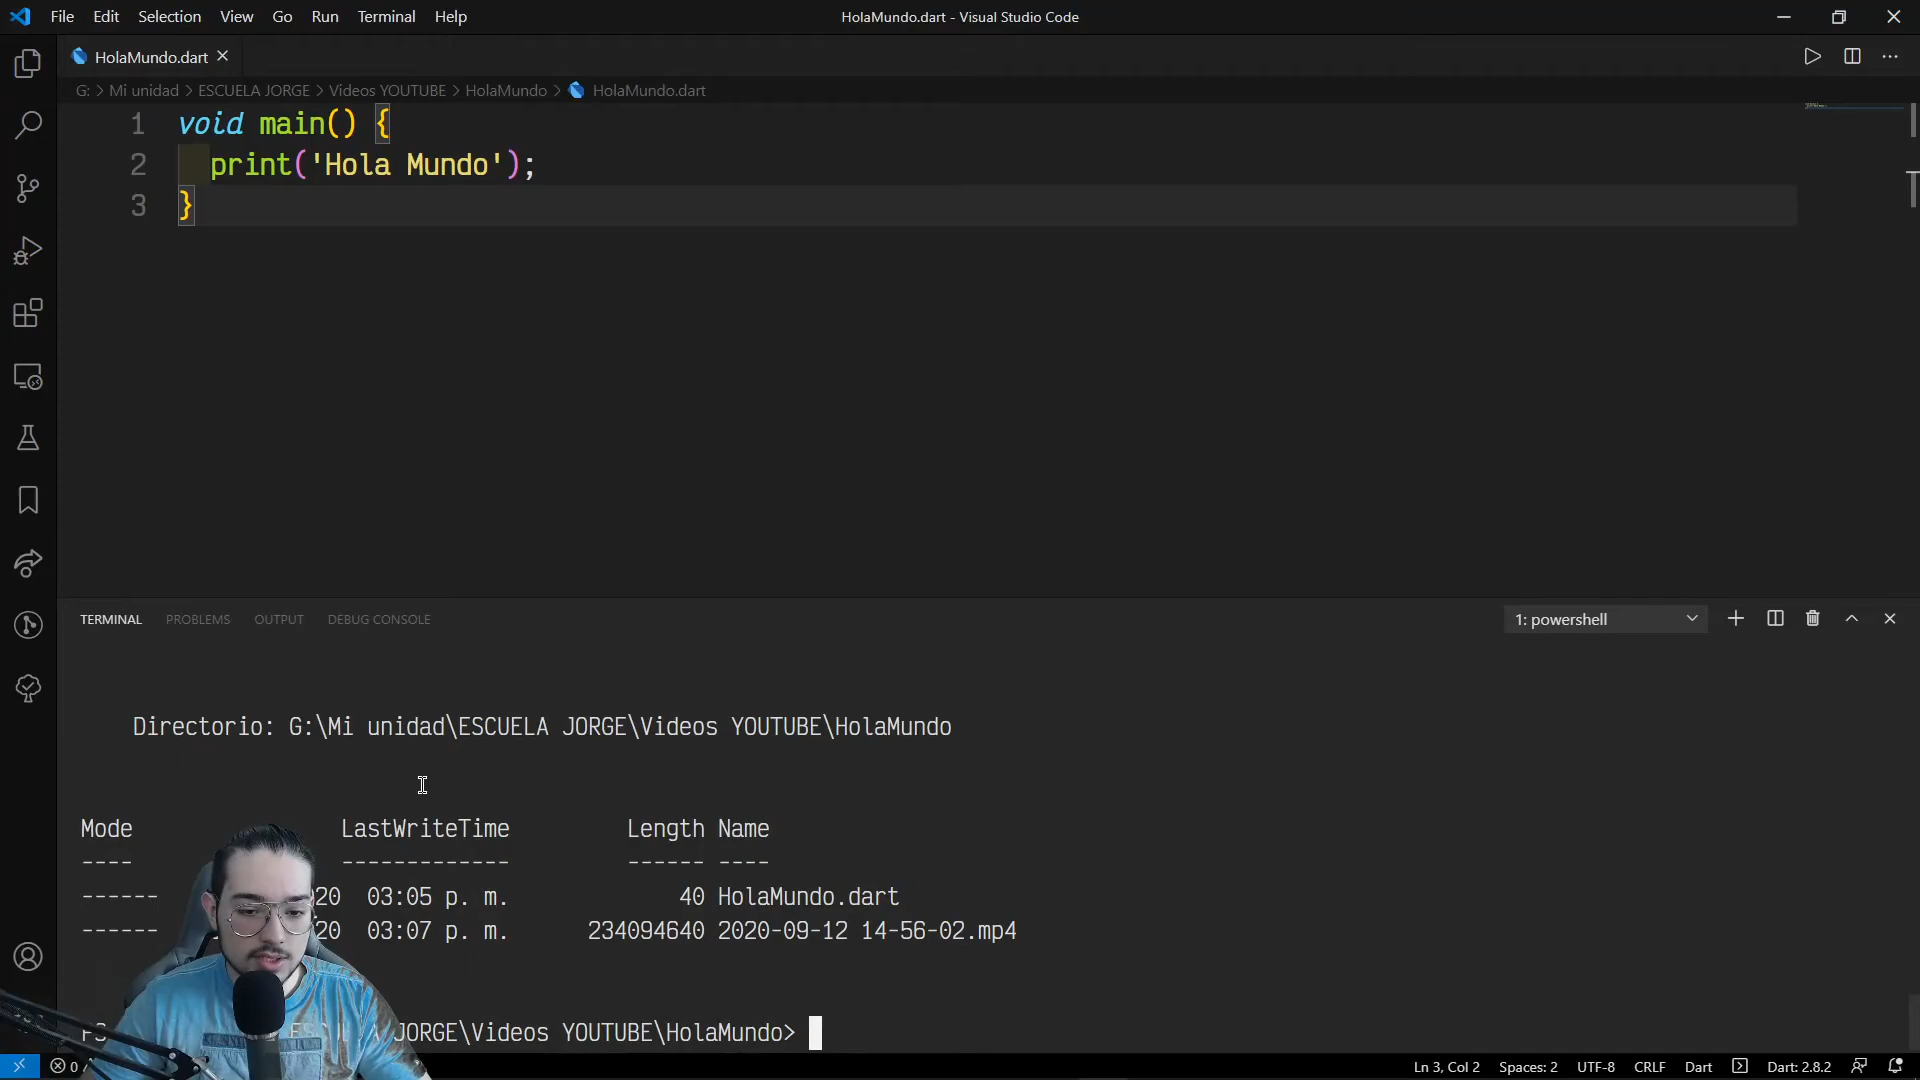 File Edit Selection View Go Run Terminal Help
HolaMundo.dart - Visual Studio Code
HolaMundo.dart
G: > Mi unidad > ESCUELA JORGE > Videos YOUTUBE > HolaMundo > HolaMundo.dart
1 void main() {
2 print('Hola Mundo');
3 }
TERMINAL PROBLEMS OUTPUT DEBUG CONSOLE
1: powershell
Directorio: G:\Mi unidad\ESCUELA JORGE\Videos YOUTUBE\HolaMundo
Mode LastWriteTime Length Name
---- ------------- ------ ----
------ 20 03:05 p. m. 40 HolaMundo.dart
------ 20 03:07 p. m. 234094640 2020-09-12 14-56-02.mp4
JORGE\Videos YOUTUBE\HolaMundo>
0
Ln 3, Col 2 Spaces: 2 UTF-8 CRLF Dart Dart: 2.8.2